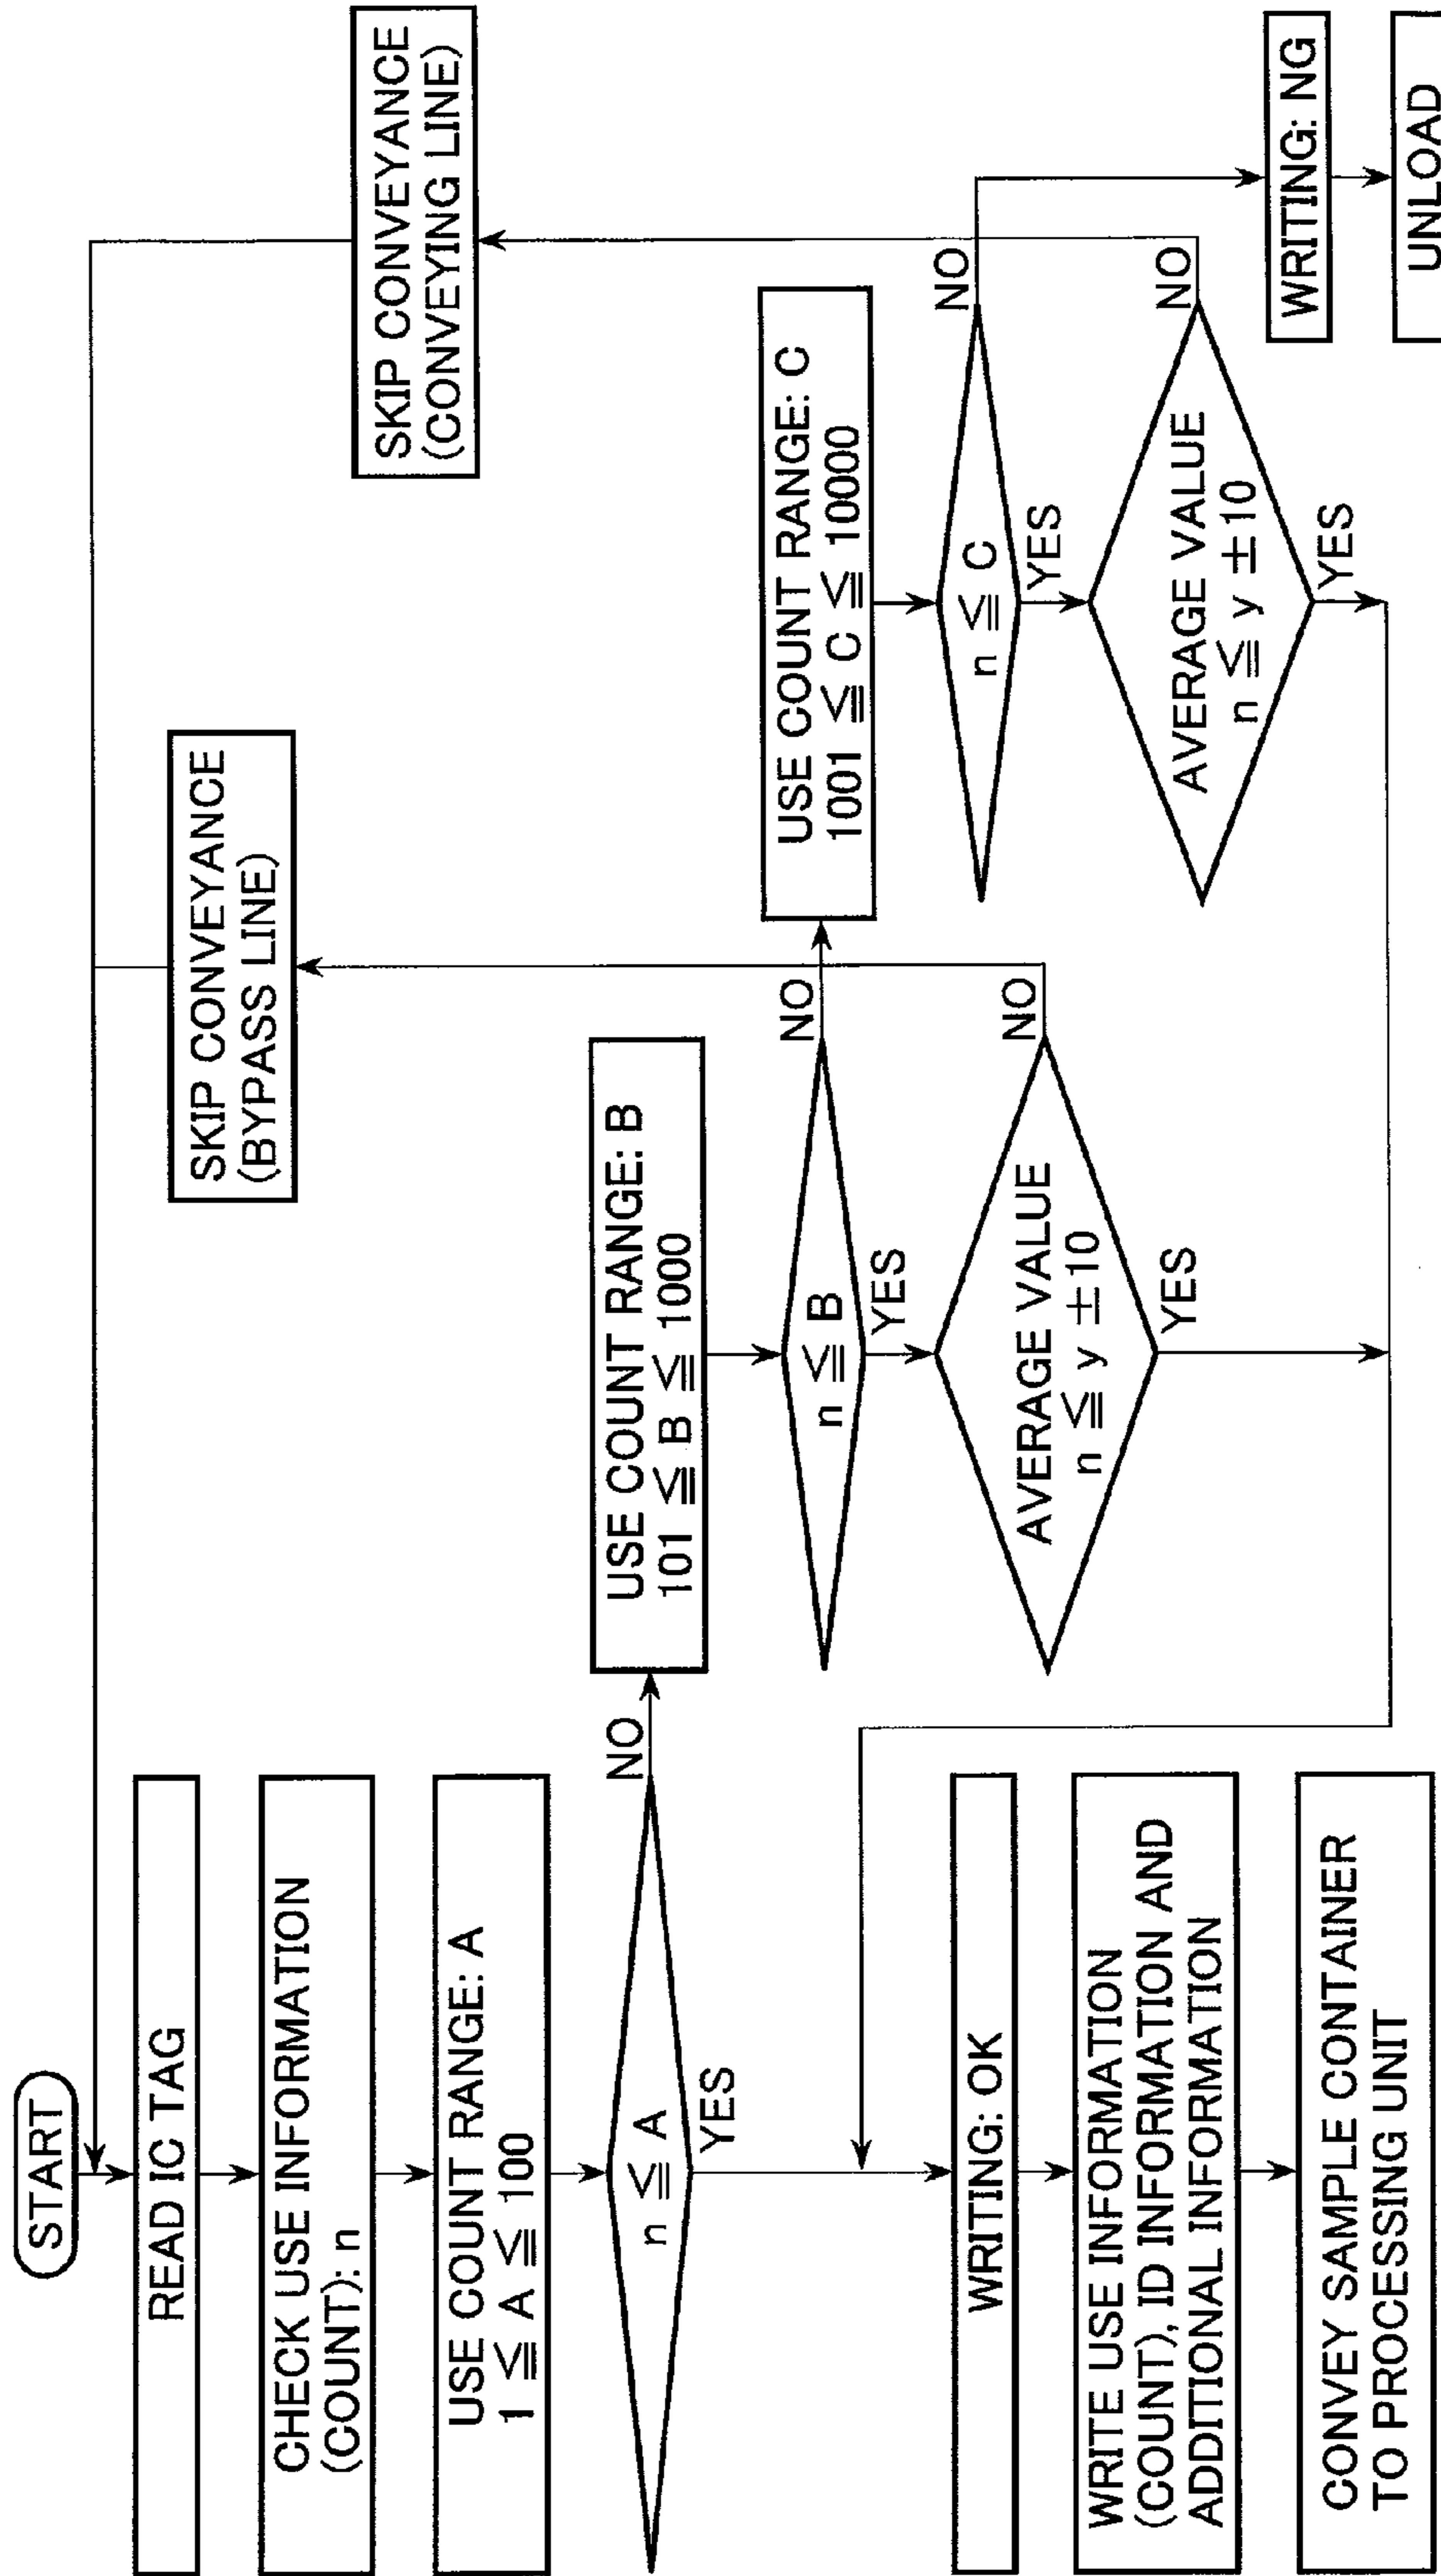 START
READ IC TAG
CHECK USE INFORMATION
(COUNT): n
USE COUNT RANGE: A
1 ≦ A ≦ 100
n ≦ A
NO
YES
WRITING: OK
WRITE USE INFORMATION
(COUNT), ID INFORMATION AND
ADDITIONAL INFORMATION
CONVEY SAMPLE CONTAINER
TO PROCESSING UNIT
SKIP CONVEYANCE
(BYPASS LINE)
USE COUNT RANGE: B
101 ≦ B ≦ 1000
n ≦ B
NO
YES
AVERAGE VALUE
n ≦ y ±10
NO
YES
SKIP CONVEYANCE
(CONVEYING LINE)
USE COUNT RANGE: C
1001 ≦ C ≦ 10000
n ≦ C
NO
YES
AVERAGE VALUE
n ≦ y ±10
NO
YES
WRITING: NG
UNLOAD